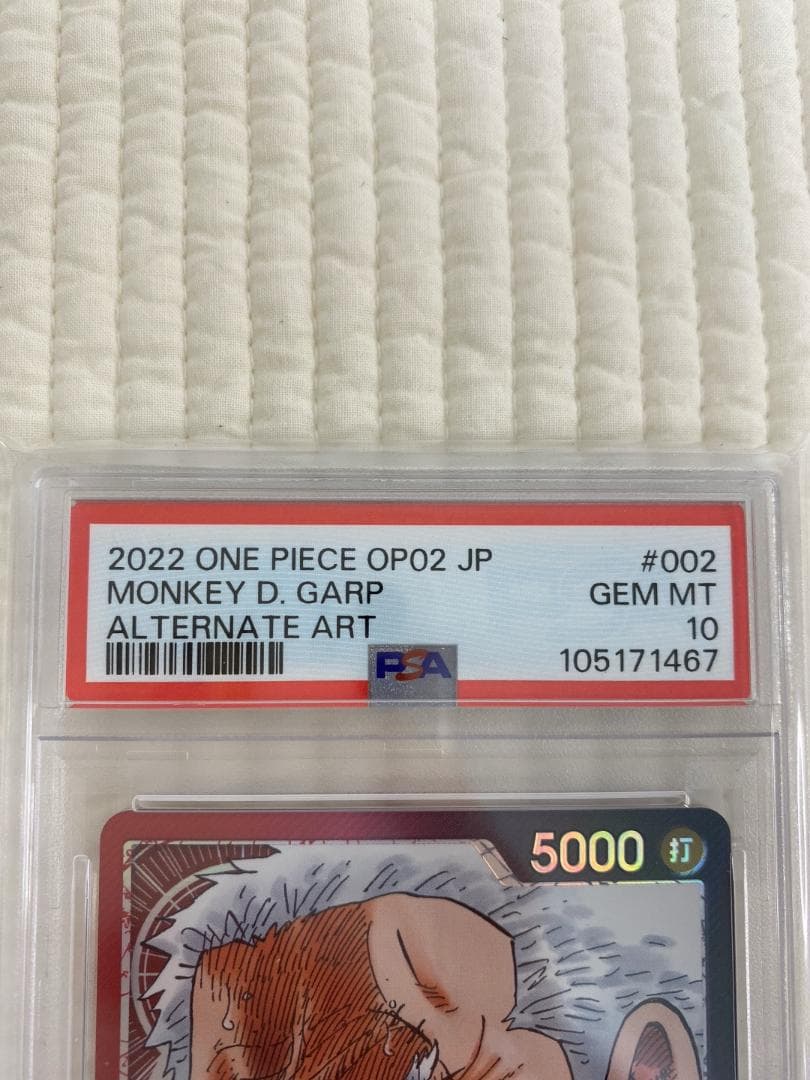 2022 ONE PIECE OP02 JP #002
MONKEY D. GARP GEM MT
ALTERNATE ART 10
PSA 105171467
5000 打